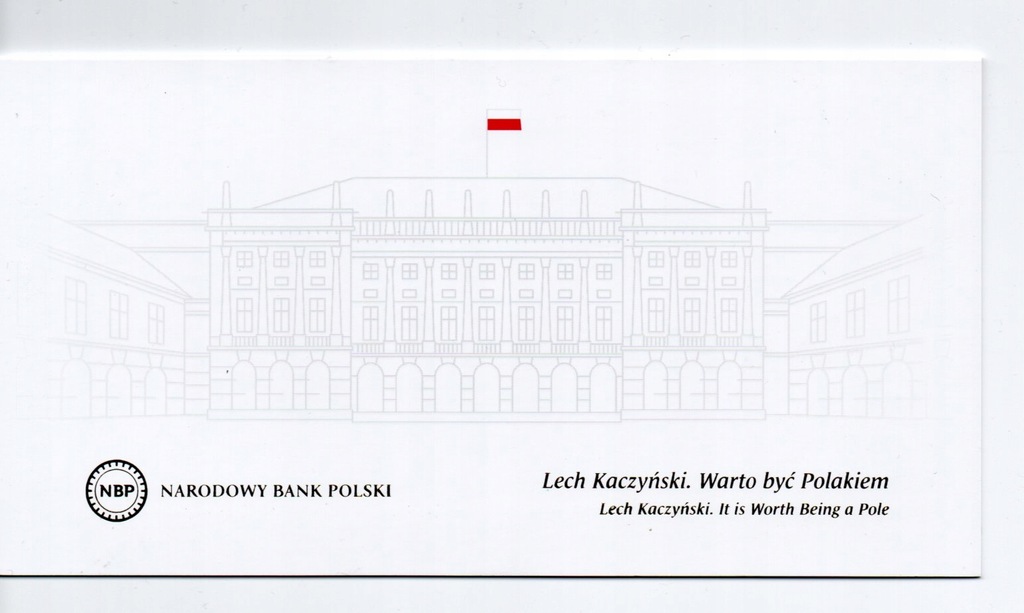 NBP
NARODOWY BANK POLSKI
Lech Kaczyński. Warto być Polakiem
Lech Kaczyński. It is Worth Being a Pole